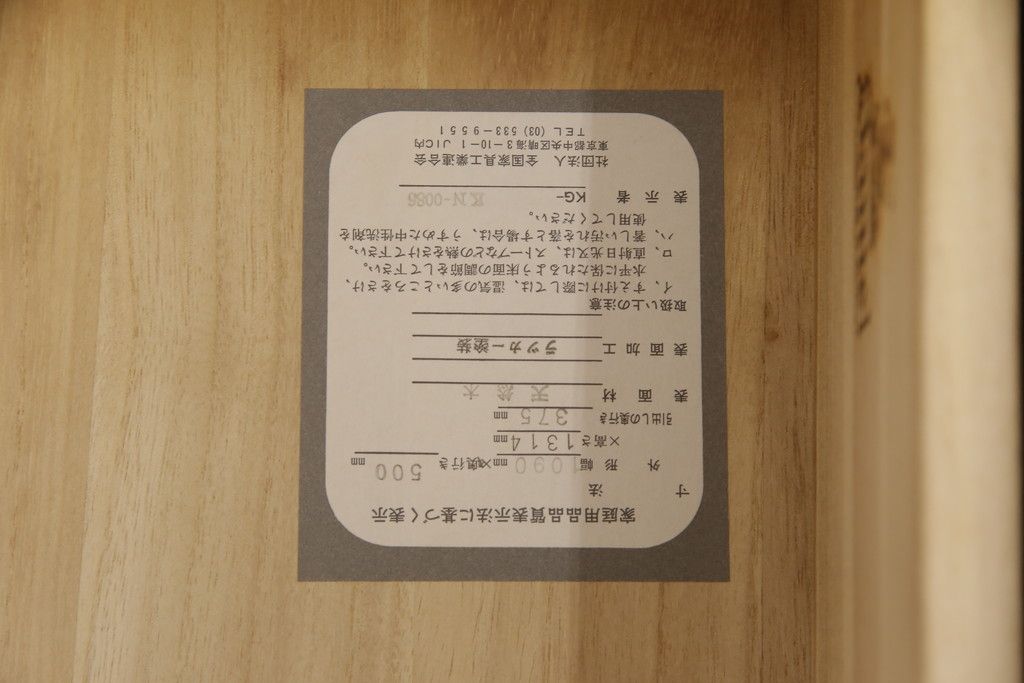 家庭用品品質表示法に基づく表示
寸法
外形 幅 1090 mm×奥行き 500 mm
×高さ 1314 mm
引出しの奥行き 375 mm
表面材 天然木
表面加工 ラッカー塗装
取扱い上の注意
イ、すえ付けに際しては、湿気の多いところをさけ、
水平に保たれるよう床面の調節をして下さい。
ロ、直射日光又は、ストーブなどの熱をさけて下さい。
ハ、著しい汚れを落とす場合は、うすめた中性洗剤を
使用してください。
表示者 KG- KN-0086
社団法人 全国家具工業連合会
東京都中央区晴海3-10-1 JIC内
TEL (03) 533-9551